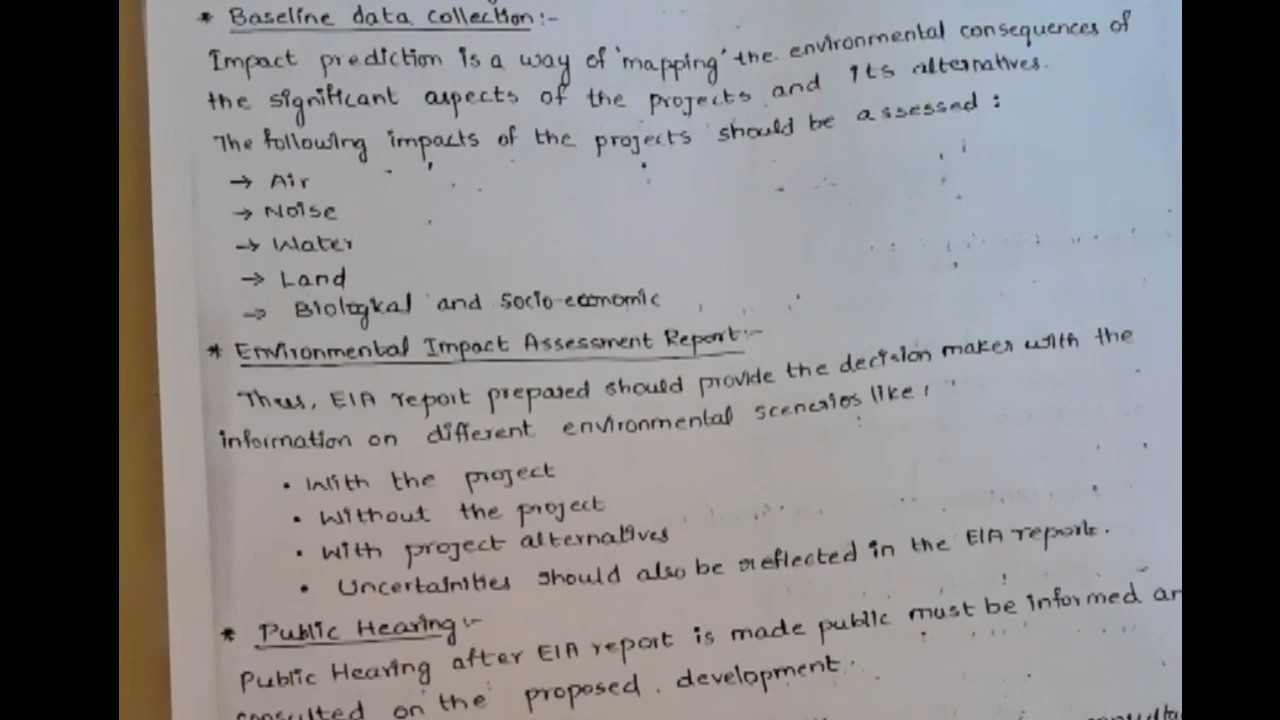 * Baseline data collection:-
Impact prediction is a way of 'mapping' the environmental consequences of
the significant aspects of the projects and its alternatives.
The following impacts of the projects should be assessed :
→ Air
→ Noise
→ Water
→ Land
→ Biological and Socio-economic
* Environmental Impact Assessment Report:-
Thus, EIA report prepared should provide the decision maker with the
information on different environmental sceneries like :
• With the project
• Without the project
• With project alternatives
• Uncertainities should also be reflected in the EIA report.
* Public Hearing:-
Public Hearing after EIA report is made public must be informed
consulted on the proposed development.